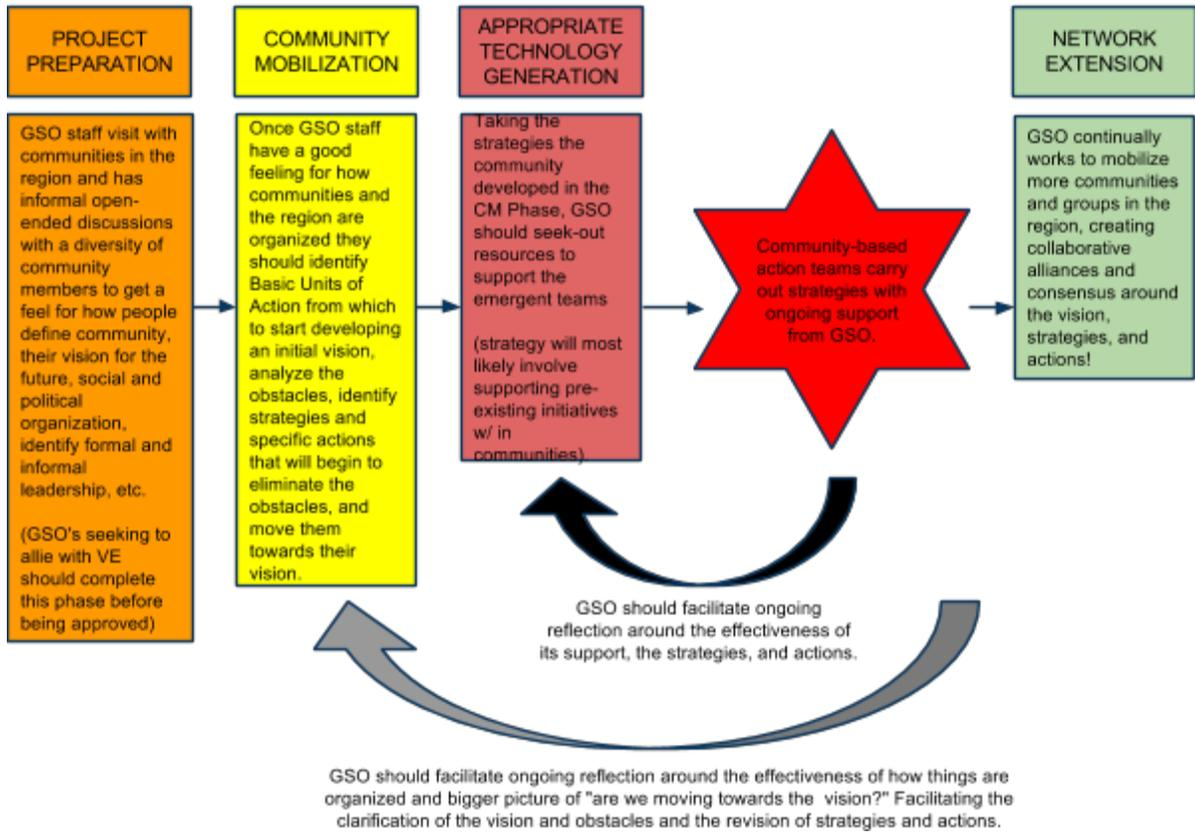 PROJECT
PREPARATION
GSO staff visit with
communities in the
region and has
informal open-
ended discussions
with a diversity of
community
members to get a
feel for how people
define community,
their vision for the
future, social and
political
organization,
identify formal and
informal
leadership, etc.
(GSO's seeking to
allie with VE
should complete
this phase before
being approved)
COMMUNITY
MOBILIZATION
Once GSO staff
have a good
feeling for how
communities and
the region are
organized they
should identify
Basic Units of
Action from which
to start developing
an initial vision,
analyze the
obstacles, identify
strategies and
specific actions
that will begin to
eliminate the
obstacles, and
move them
towards their
vision.
APPROPRIATE
TECHNOLOGY
GENERATION
Taking the
strategies the
community
developed in the
CM Phase, GSO
should seek-out
resources to
support the
emergent teams
(strategy will most
likely involve
supporting pre-
existing initiatives
w/ in
communities)
Community-based
action teams carry
out strategies with
ongoing support
from GSO.
NETWORK
EXTENSION
GSO continually
works to mobilize
more communities
and groups in the
region, creating
collaborative
alliances and
consensus around
the vision,
strategies, and
actions!
GSO should facilitate ongoing
reflection around the effectiveness of
its support, the strategies, and actions.
GSO should facilitate ongoing reflection around the effectiveness of how things are
organized and bigger picture of "are we moving towards the vision?" Facilitating the
clarification of the vision and obstacles and the revision of strategies and actions.